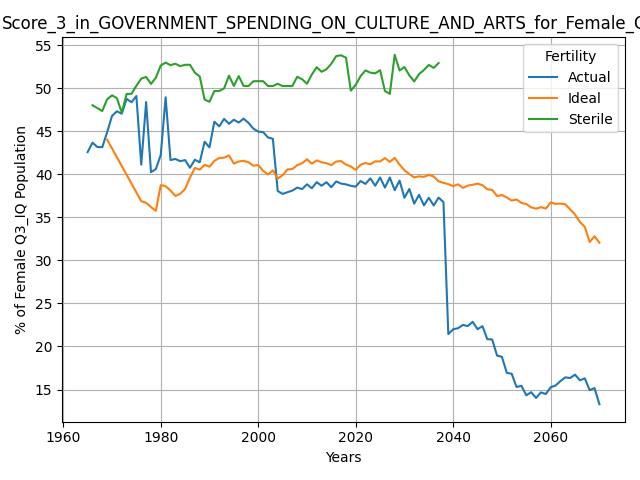 Score_3_in_GOVERNMENT_SPENDING_ON_CULTURE_AND_ARTS_for_Female_
55
50
45
40
35
30
25
20
15
1960
1980
2000
2020
2040
2060
Years
% of Female Q3_IQ Population
Fertility
Actual
Ideal
Sterile